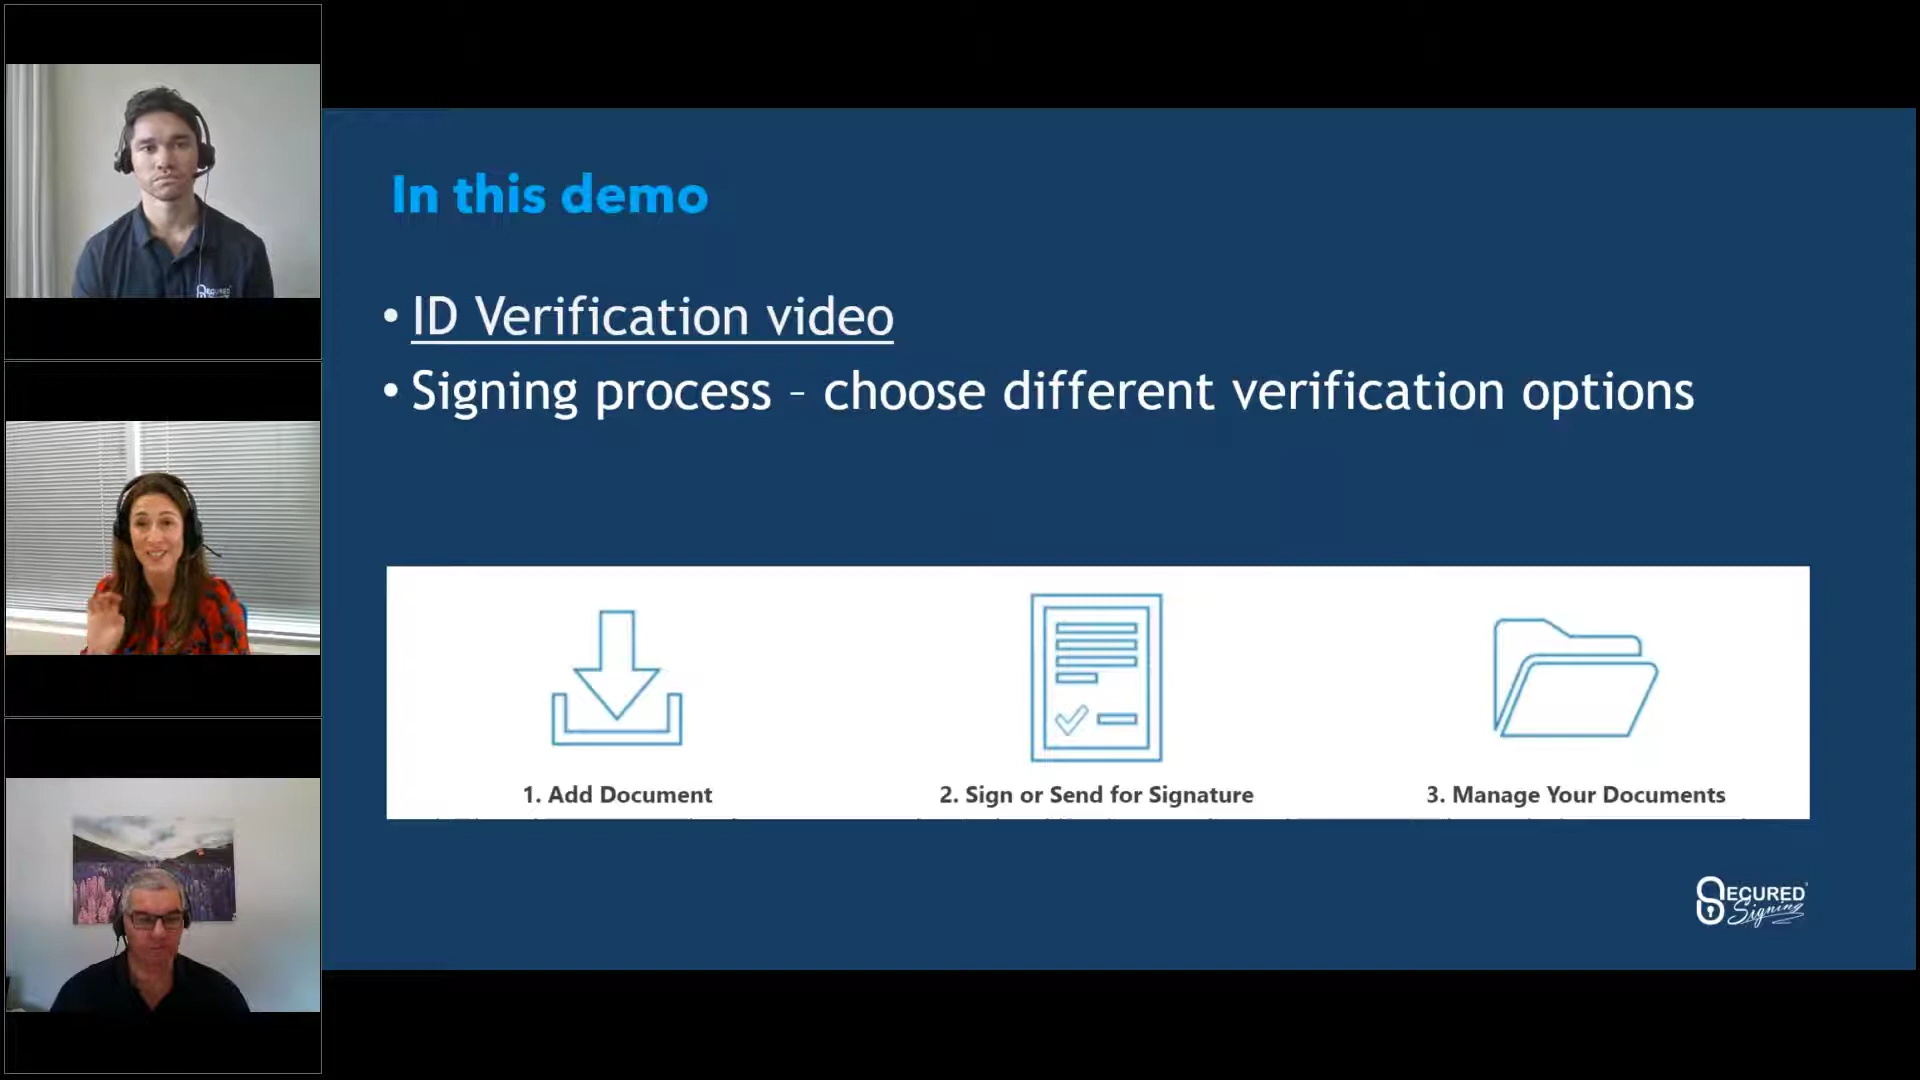 In this demo
• ID Verification video
• Signing process – choose different verification options
1. Add Document
2. Sign or Send for Signature
3. Manage Your Documents
SECURED
Signing
SECURED